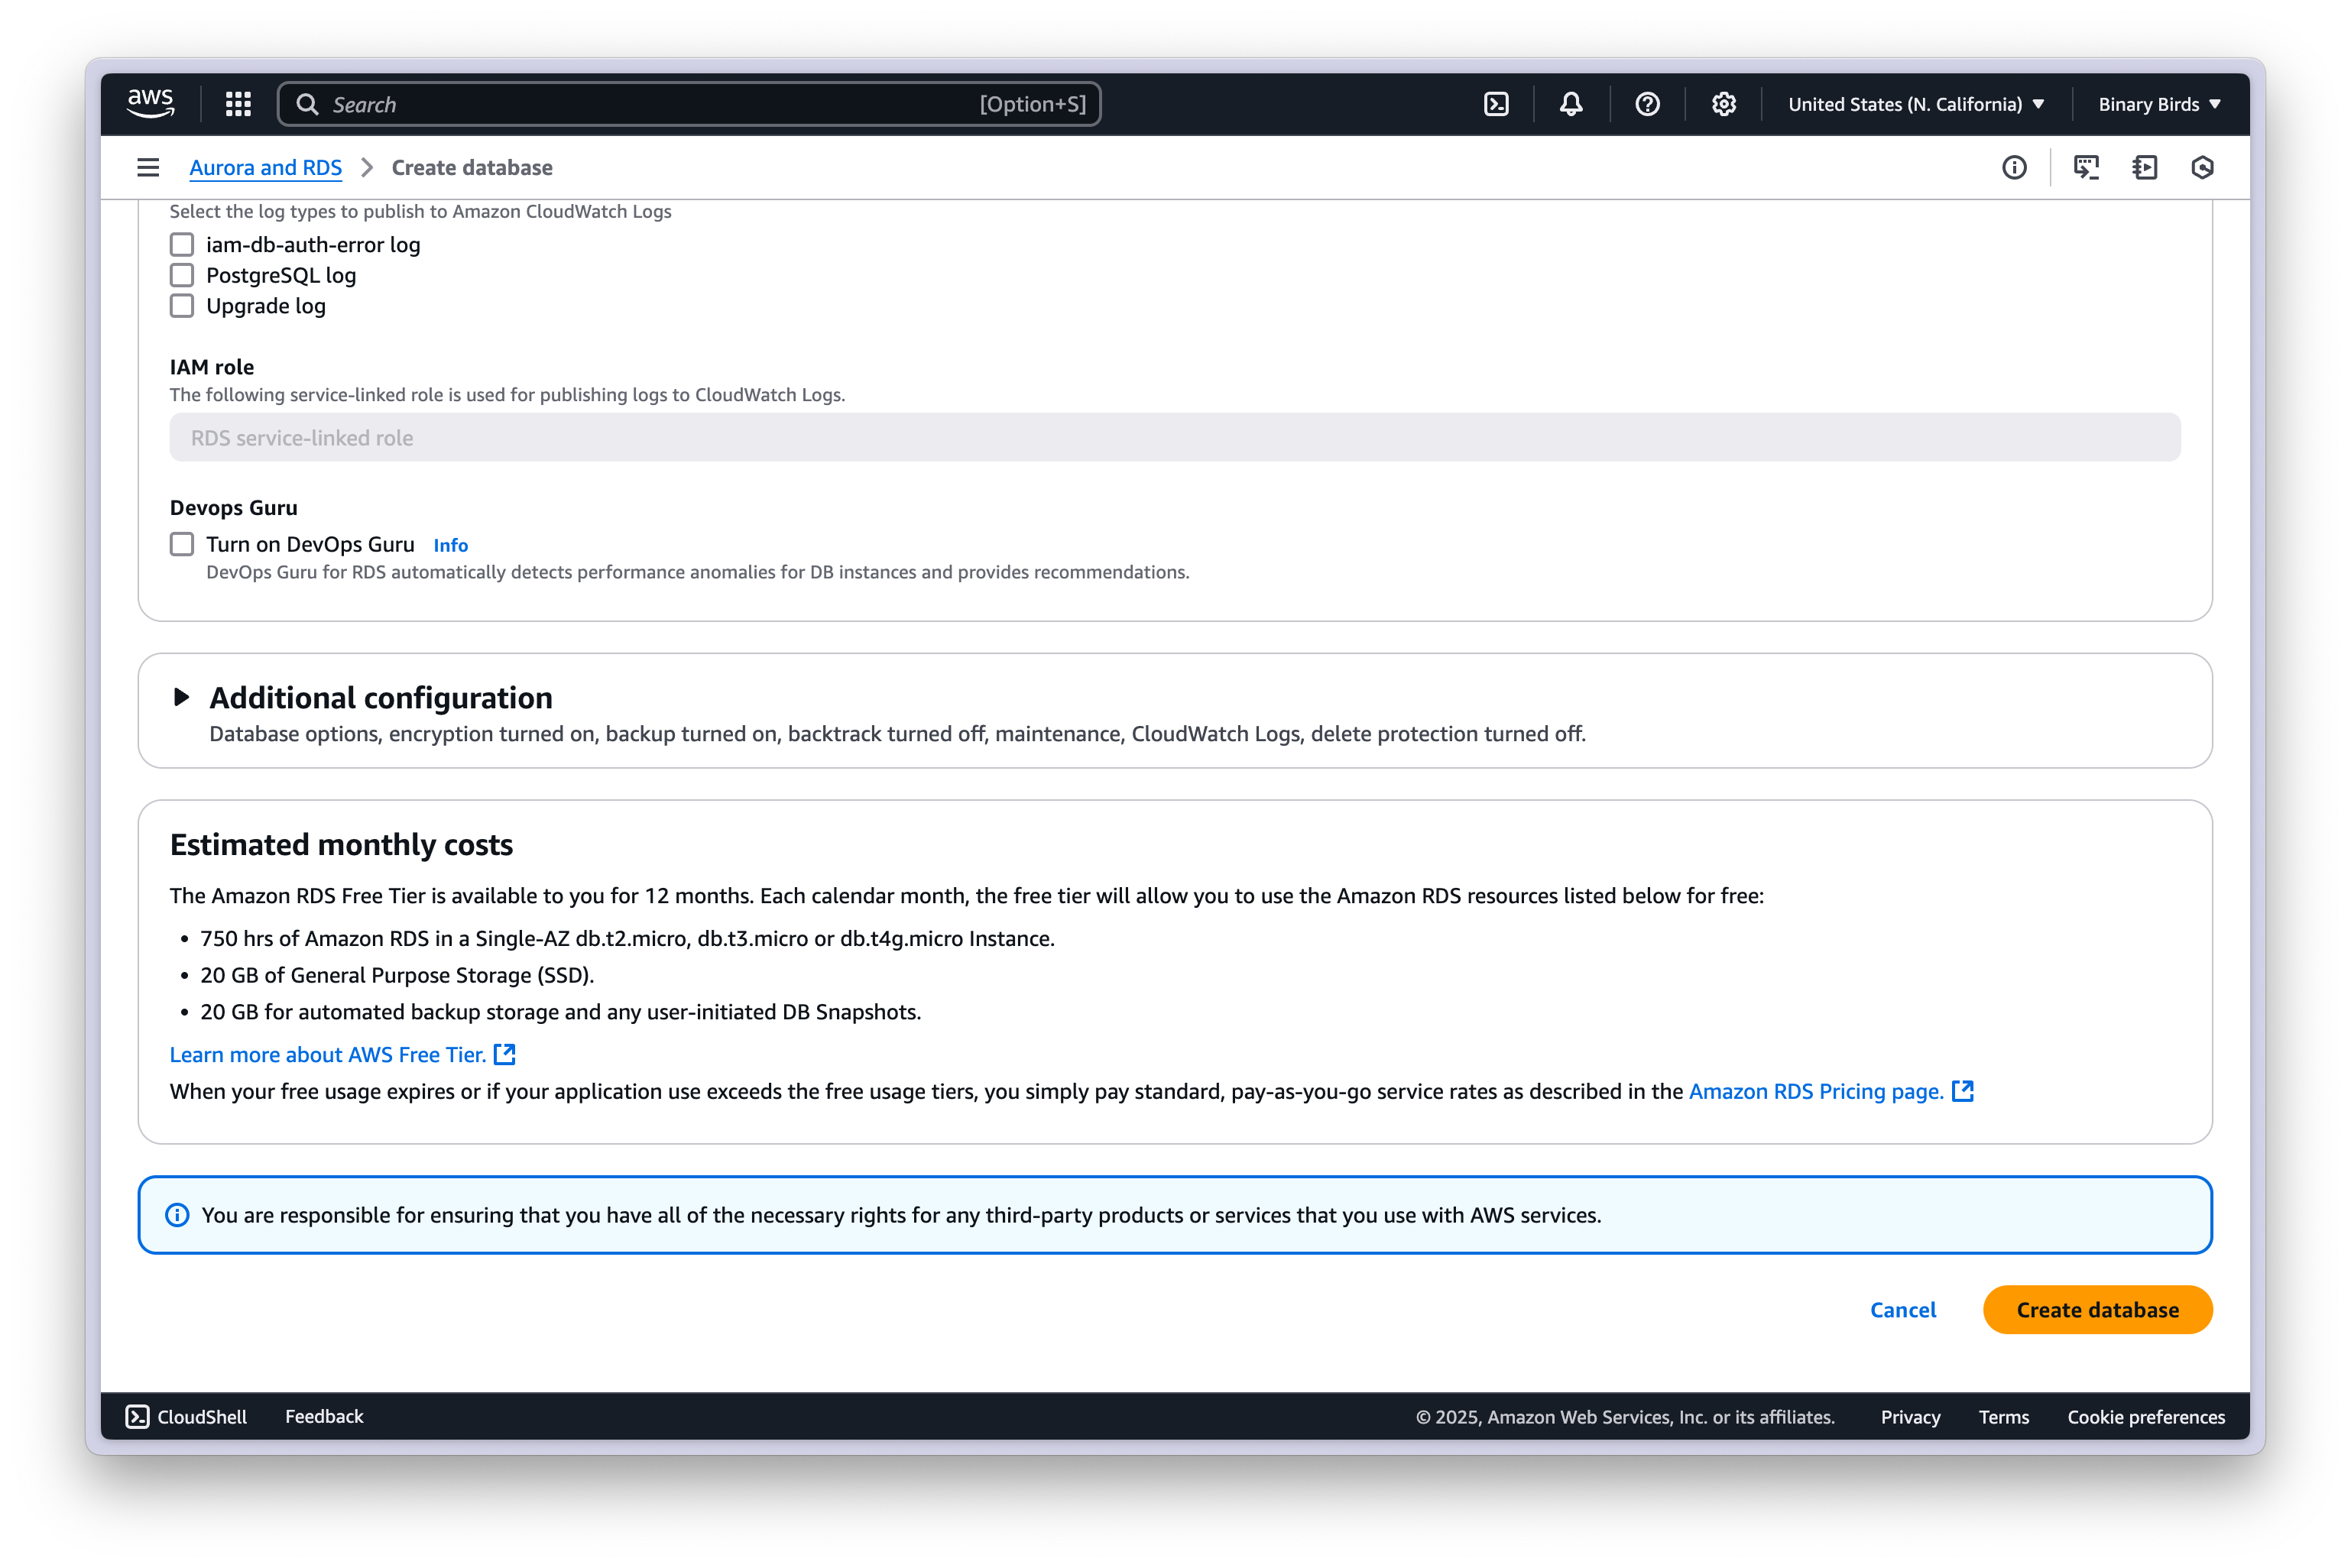 aws
Search
[Option+S]
United States (N. California)
Binary Birds
Aurora and RDS
Create database
Select the log types to publish to Amazon CloudWatch Logs
iam-db-auth-error log
PostgreSQL log
Upgrade log
IAM role
The following service-linked role is used for publishing logs to CloudWatch Logs.
RDS service-linked role
Devops Guru
Turn on DevOps Guru Info
DevOps Guru for RDS automatically detects performance anomalies for DB instances and provides recommendations.
Additional configuration
Database options, encryption turned on, backup turned on, backtrack turned off, maintenance, CloudWatch Logs, delete protection turned off.
Estimated monthly costs
The Amazon RDS Free Tier is available to you for 12 months. Each calendar month, the free tier will allow you to use the Amazon RDS resources listed below for free:
• 750 hrs of Amazon RDS in a Single-AZ db.t2.micro, db.t3.micro or db.t4g.micro Instance.
• 20 GB of General Purpose Storage (SSD).
• 20 GB for automated backup storage and any user-initiated DB Snapshots.
Learn more about AWS Free Tier.
When your free usage expires or if your application use exceeds the free usage tiers, you simply pay standard, pay-as-you-go service rates as described in the Amazon RDS Pricing page.
You are responsible for ensuring that you have all of the necessary rights for any third-party products or services that you use with AWS services.
Cancel
Create database
CloudShell
Feedback
© 2025, Amazon Web Services, Inc. or its affiliates.
Privacy
Terms
Cookie preferences